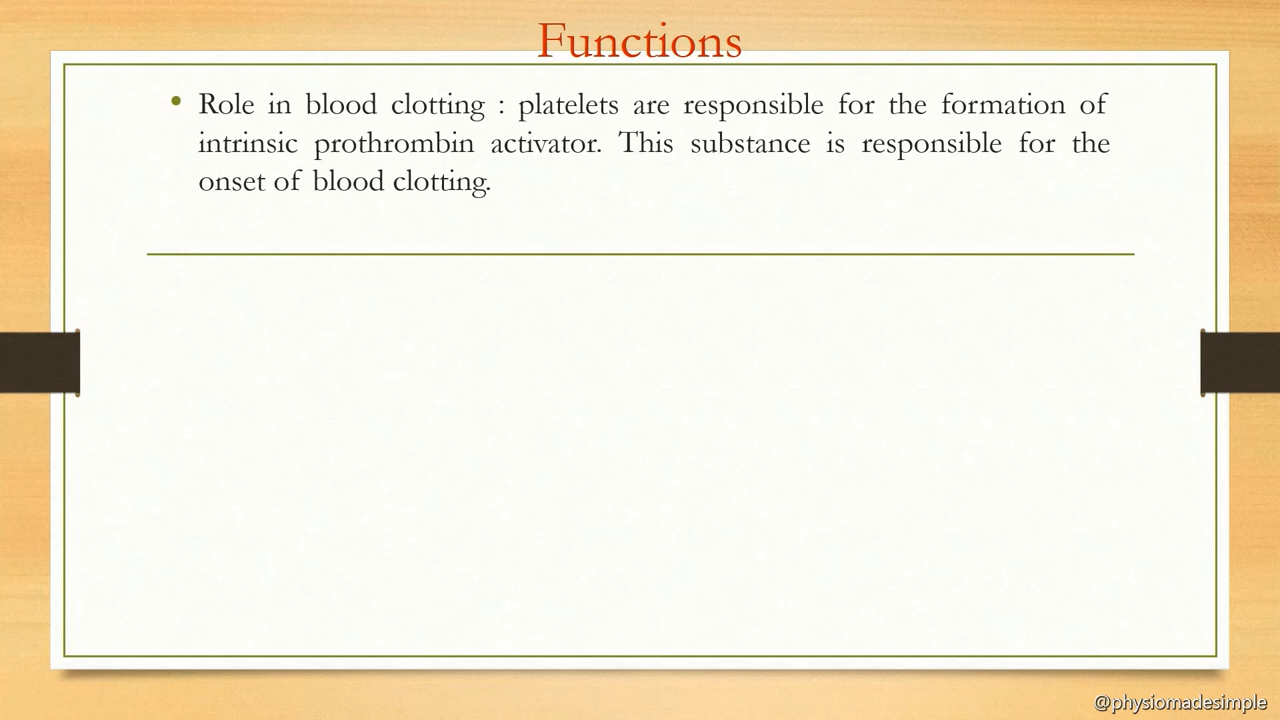 Functions
• Role in blood clotting : platelets are responsible for the formation of
intrinsic prothrombin activator. This substance is responsible for the
onset of blood clotting.
@physiomadesimple